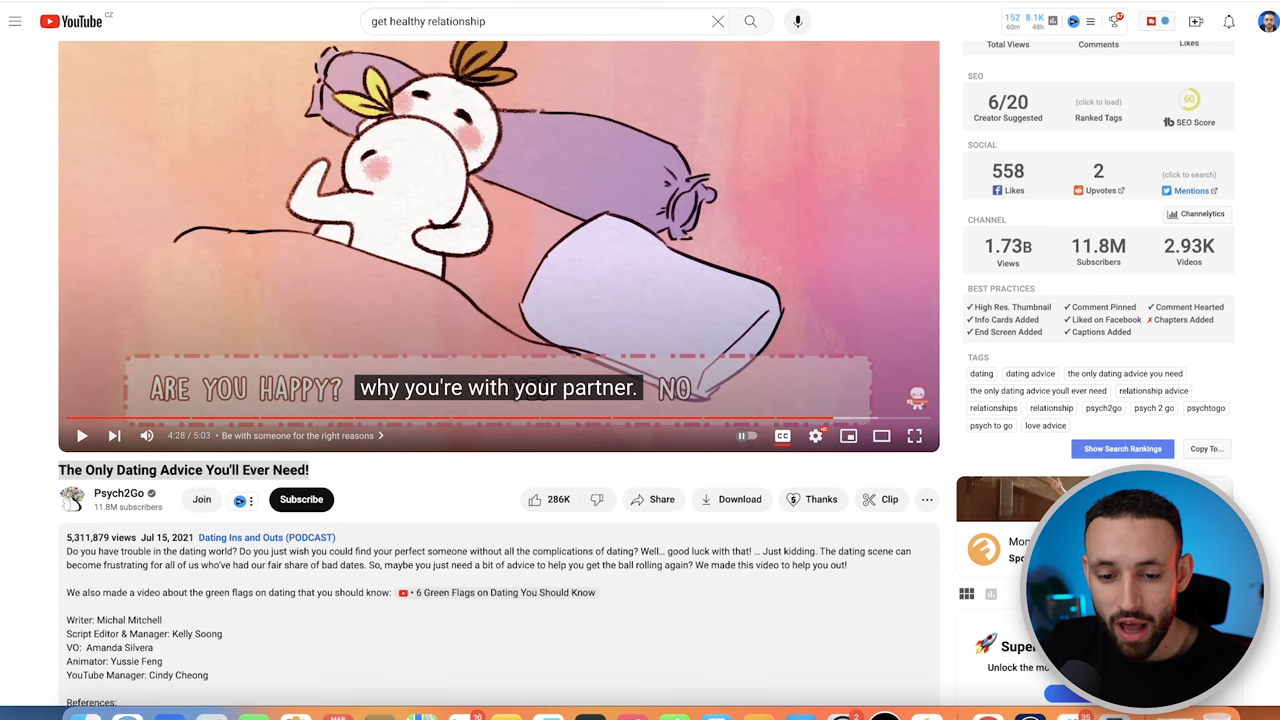 YouTube CZ
get healthy relationship
152 8.1K
60m 48h
Total Views Comments Likes
SEO
6/20 (click to load) 60
Creator Suggested Ranked Tags tb SEO Score
SOCIAL
558 2 (click to search)
Likes Upvotes Mentions
CHANNEL Channelytics
1.73B 11.8M 2.93K
Views Subscribers Videos
BEST PRACTICES
✓ High Res. Thumbnail ✓ Comment Pinned ✓ Comment Hearted
✓ Info Cards Added ✓ Liked on Facebook ✗ Chapters Added
✓ End Screen Added ✓ Captions Added
TAGS
dating dating advice the only dating advice you need
the only dating advice youll ever need relationship advice
relationships relationship psych2go psych 2 go psychtogo
psych to go love advice
Show Search Rankings Copy To...
ARE YOU HAPPY? why you're with your partner. NO
4:28 / 5:03 • Be with someone for the right reasons
CC
The Only Dating Advice You'll Ever Need!
Psych2Go
11.8M subscribers
Join Subscribe 286K Share Download Thanks Clip ...
5,311,879 views Jul 15, 2021 Dating Ins and Outs (PODCAST)
Do you have trouble in the dating world? Do you just wish you could find your perfect someone without all the complications of dating? Well… good luck with that! … Just kidding. The dating scene can
become frustrating for all of us who've had our fair share of bad dates. So, maybe you just need a bit of advice to help you get the ball rolling again? We made this video to help you out!
We also made a video about the green flags on dating that you should know: • 6 Green Flags on Dating You Should Know
Writer: Michal Mitchell
Script Editor & Manager: Kelly Soong
VO: Amanda Silvera
Animator: Yussie Feng
YouTube Manager: Cindy Cheong
References:
16 2 35